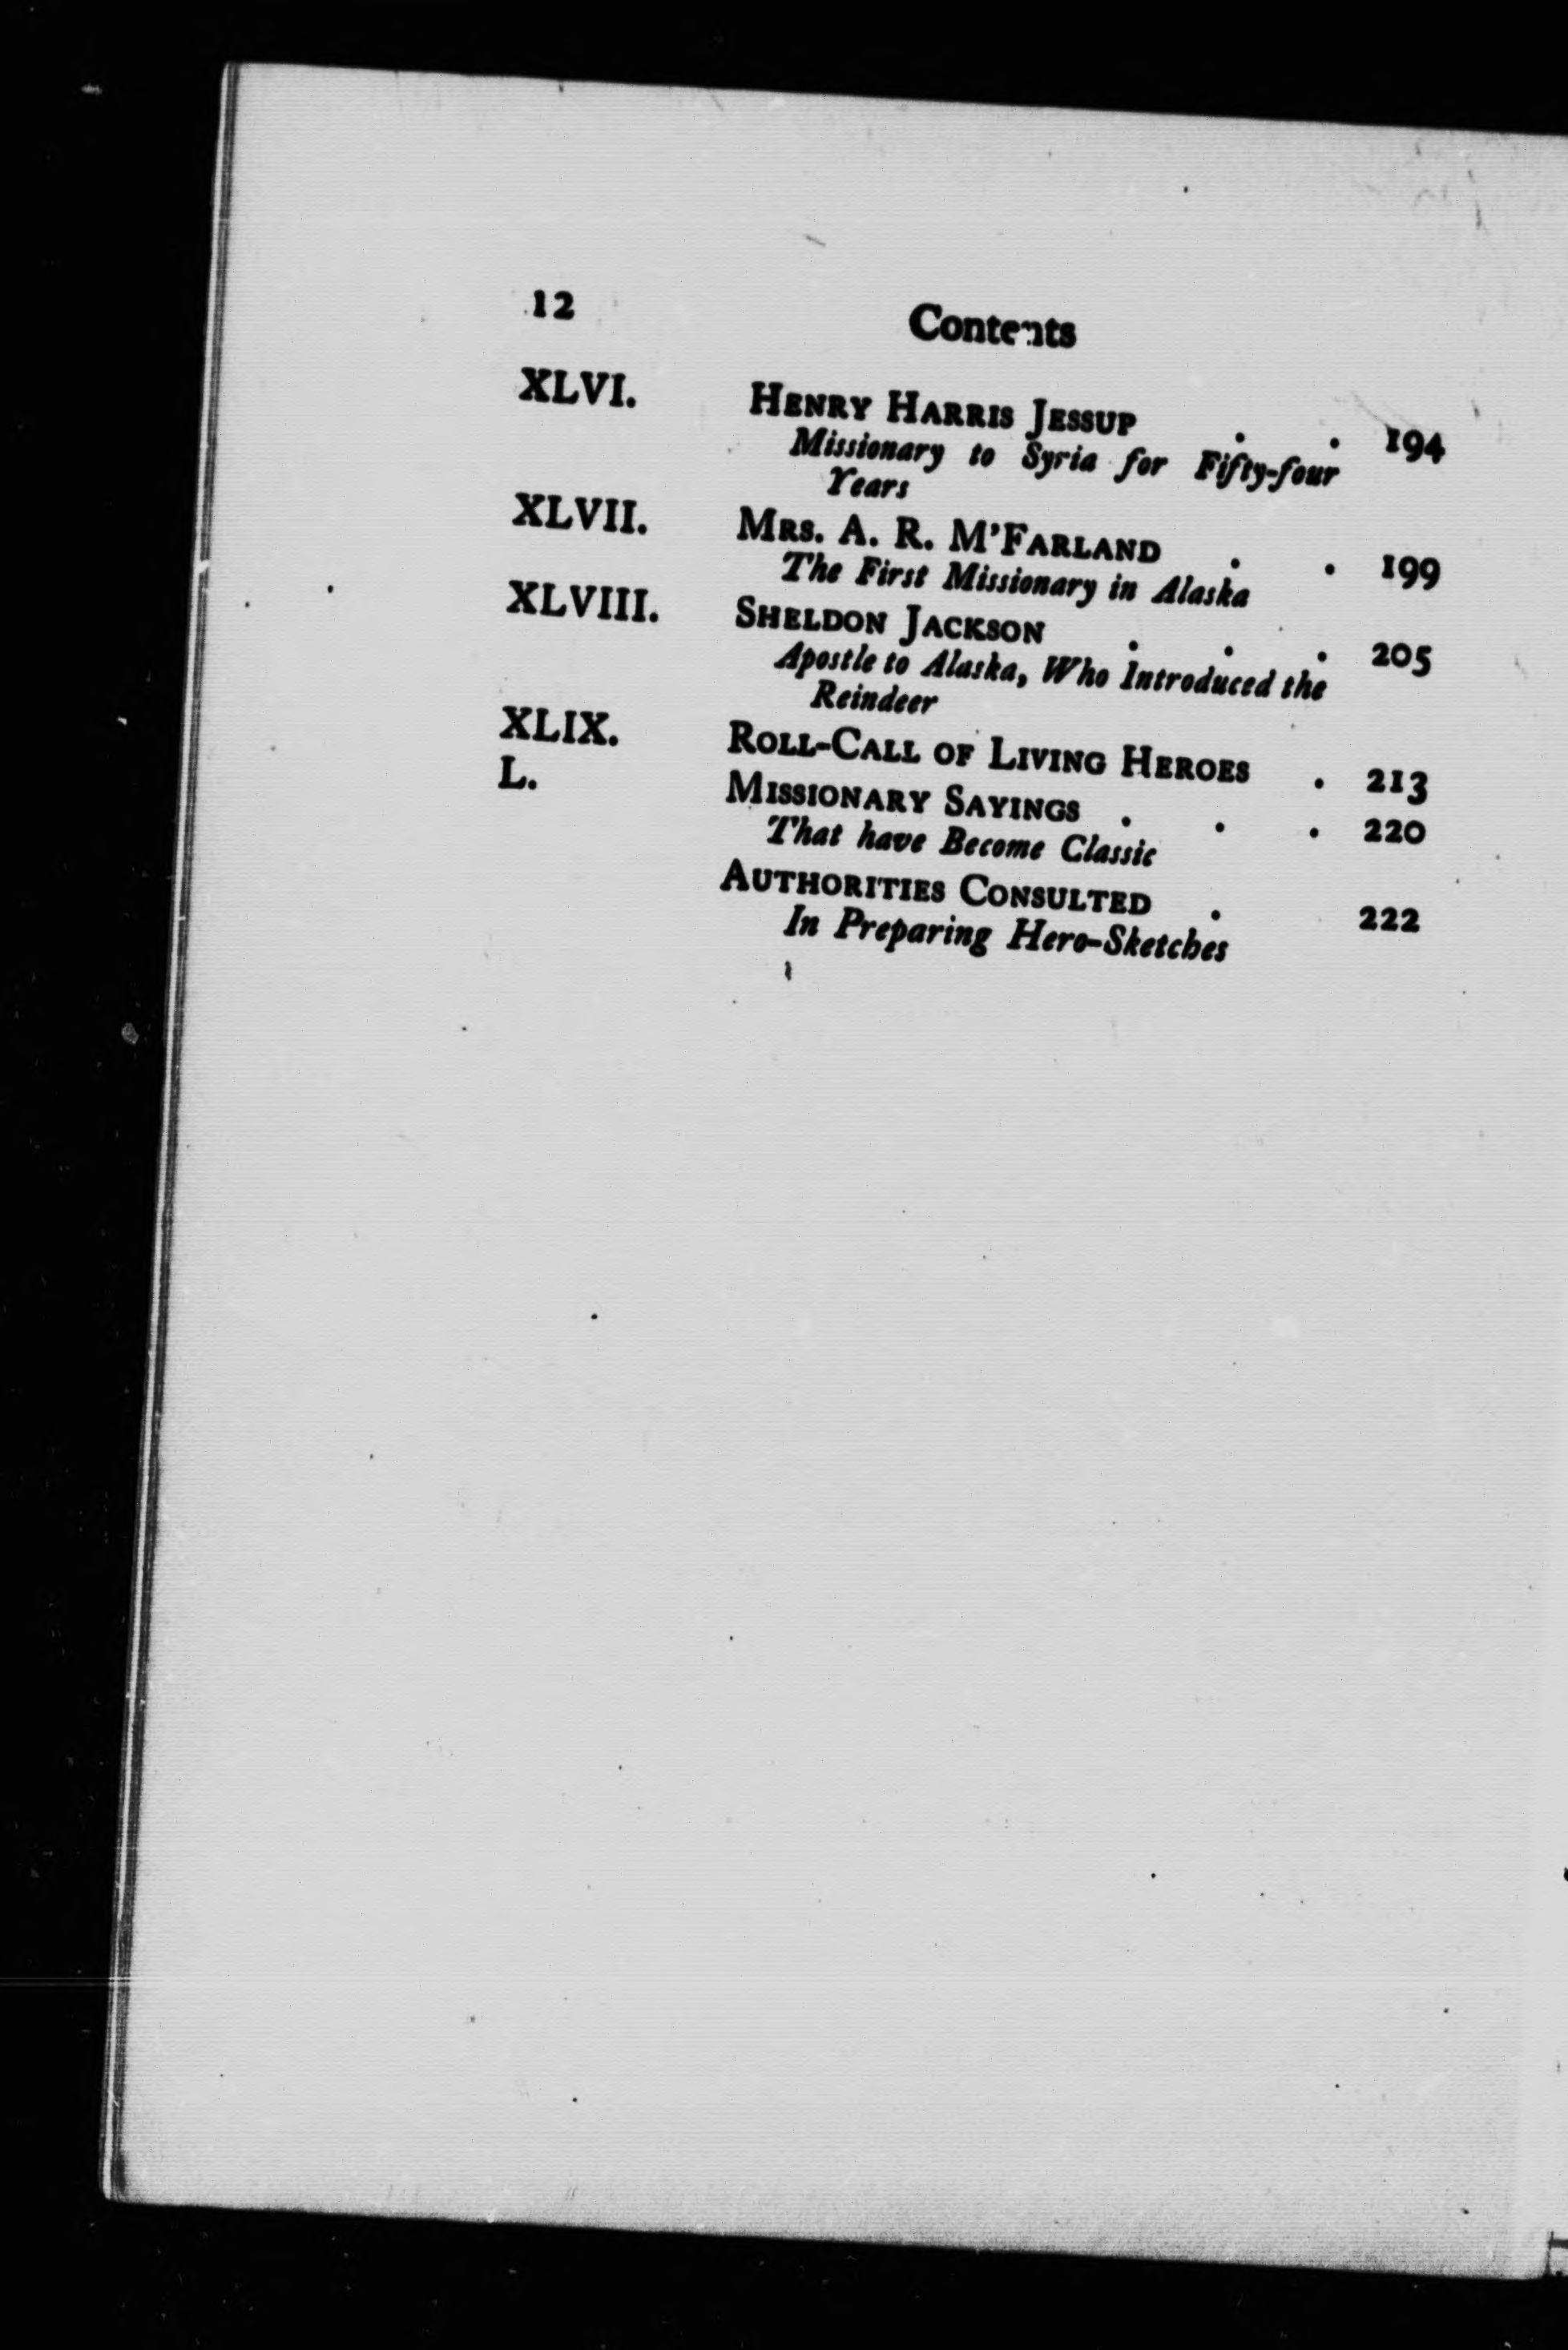 12 Contents
XLVI. HENRY HARRIS JESSUP . . 194
Missionary to Syria for Fifty-four
Years
XLVII. MRS. A. R. M'FARLAND . . 199
The First Missionary in Alaska
XLVIII. SHELDON JACKSON . . . 205
Apostle to Alaska, Who Introduced the
Reindeer
XLIX. ROLL-CALL OF LIVING HEROES . 213
L. MISSIONARY SAYINGS . . . 220
That have Become Classic
AUTHORITIES CONSULTED . 222
In Preparing Hero-Sketches